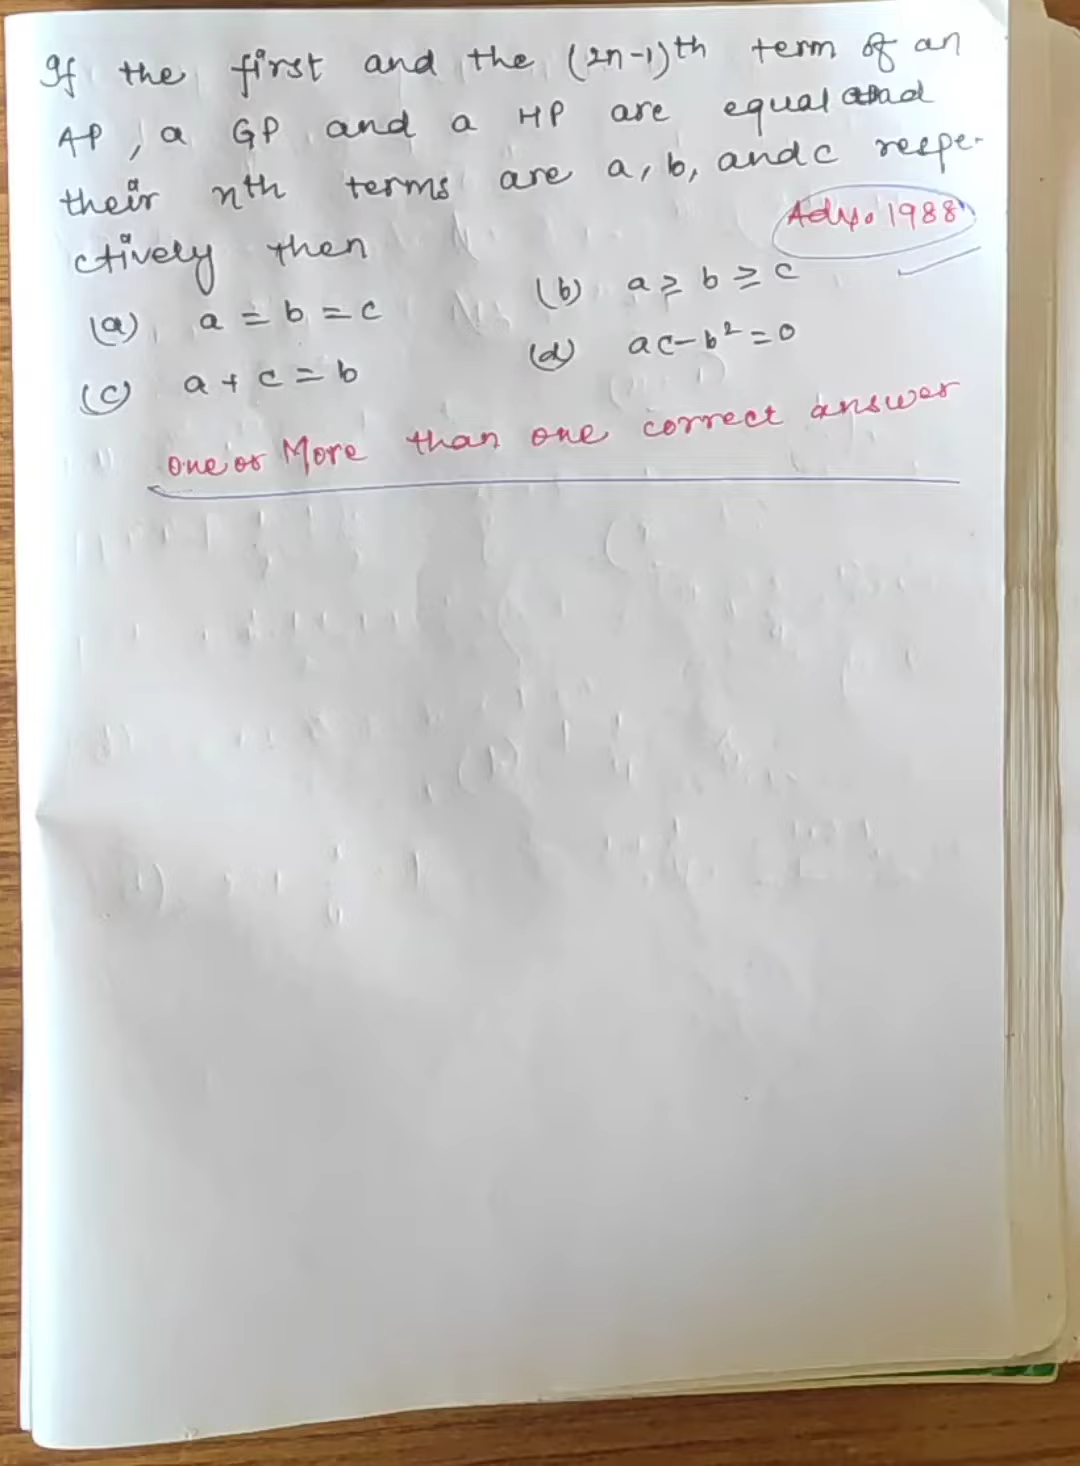 If the first and the (2n-1)th term of an
AP, a GP and a HP are equal and
their nth terms are a, b, and c respe-
ctively then
Adv. 1988
(a) a = b = c (b) a ≥ b ≥ c
(c) a + c = b (d) ac - b² = 0
one or More than one correct answer